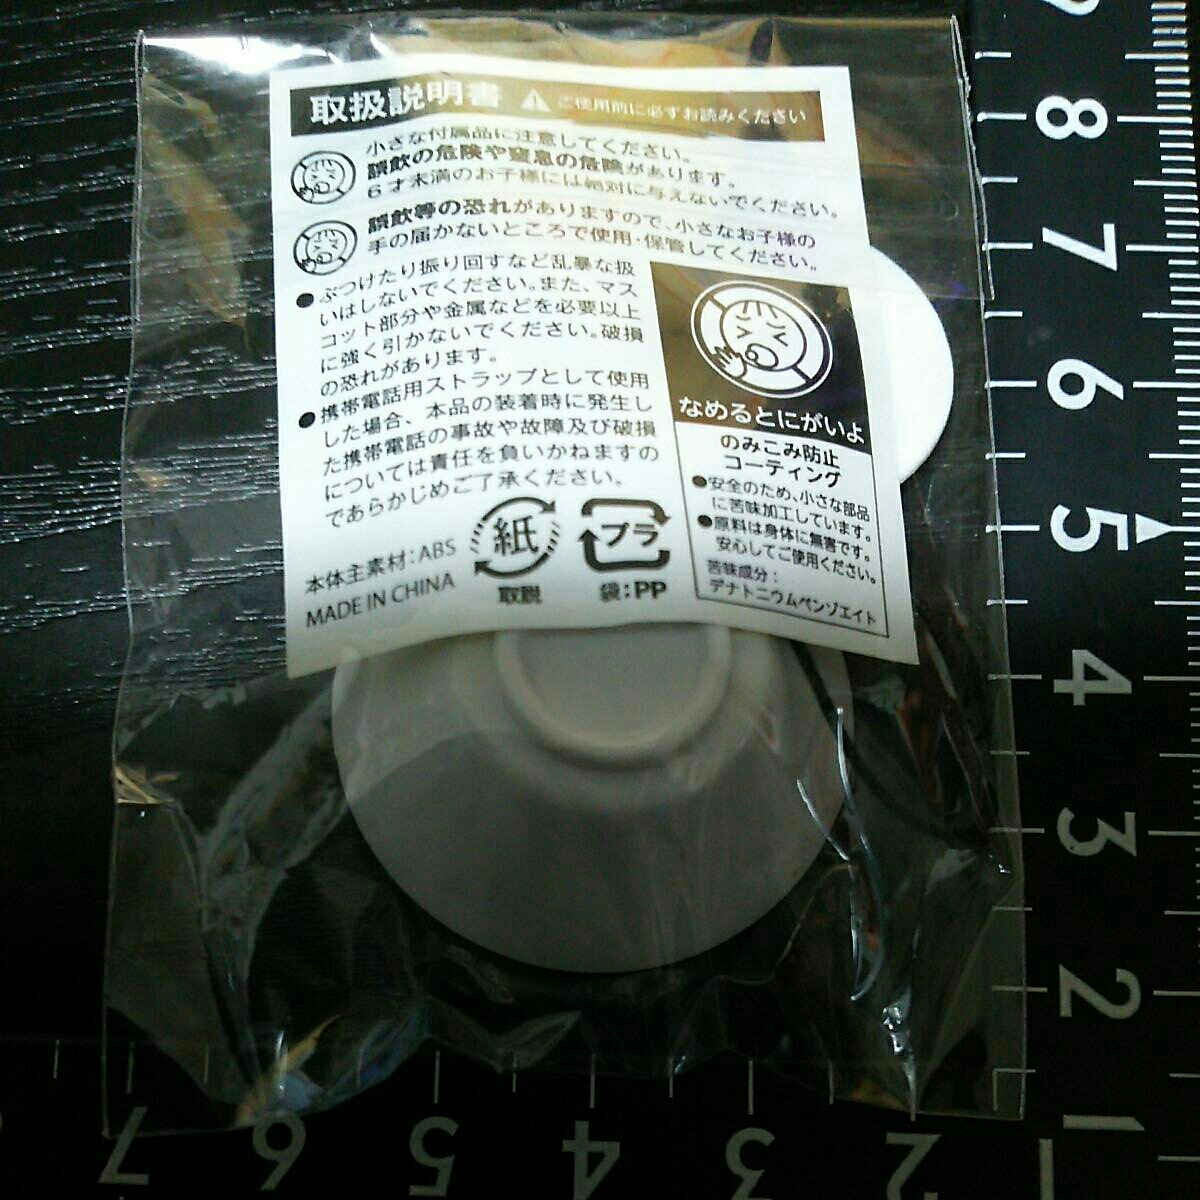 取扱説明書 ご使用前に必ずお読みください
小さな付属品に注意してください。
誤飲の危険や窒息の危険があります。
6才未満のお子様には絶対に与えないでください。
誤飲等の恐れがありますので、小さなお子様の
手の届かないところで使用・保管してください。
●ぶつけたり振り回すなど乱暴な扱
いはしないでください。また、マス
コット部分や金属などを必要以上
に強く引かないでください。破損
の恐れがあります。
●携帯電話用ストラップとして使用
した場合、本品の装着時に発生し
た携帯電話の事故や故障及び破損
については責任を負いかねますの
であらかじめご了承ください。
なめるとにがいよ
のみこみ防止
コーティング
●安全のため、小さな部品
に苦味加工しています。
●原料は身体に無害です。
安心してご使用ください。
苦味成分:
デナトニウムベンゾエイト
本体主素材:ABS
MADE IN CHINA
紙
取説
プラ
袋:PP
8
7
6
5
4
3
2
1
7 6 5 4 3 2